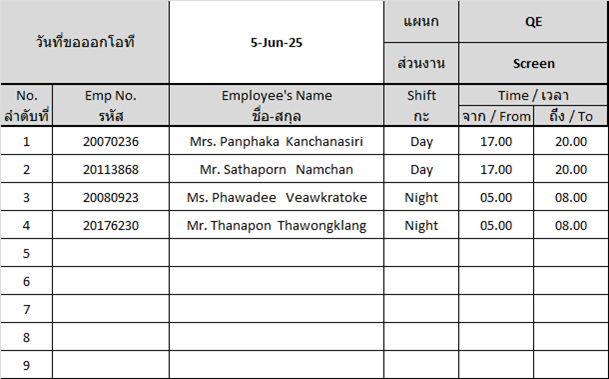 วันที่ขอออกโอที 5-Jun-25 แผนก QE
ส่วนงาน Screen
No. Emp No. Employee's Name Shift Time / เวลา
ลำดับที่ รหัส ชื่อ-สกุล กะ จาก / From ถึง / To
1 20070236 Mrs. Panphaka Kanchanasiri Day 17.00 20.00
2 20113868 Mr. Sathaporn Namchan Day 17.00 20.00
3 20080923 Ms. Phawadee Veawkratoke Night 05.00 08.00
4 20176230 Mr. Thanapon Thawongklang Night 05.00 08.00
5
6
7
8
9